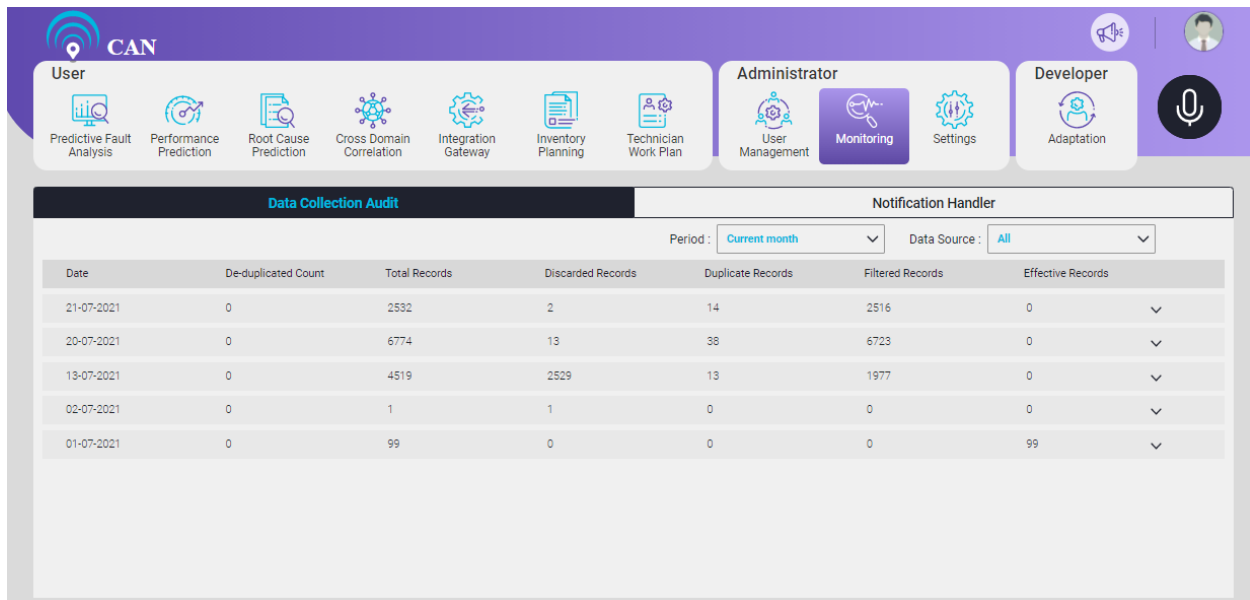 CAN
User
Administrator
Developer
Predictive Fault
Analysis
Performance
Prediction
Root Cause
Prediction
Cross Domain
Correlation
Integration
Gateway
Inventory
Planning
Technician
Work Plan
User
Management
Monitoring
Settings
Adaptation
Data Collection Audit
Notification Handler
Period : Current month Data Source : All
Date De-duplicated Count Total Records Discarded Records Duplicate Records Filtered Records Effective Records
21-07-2021 0 2532 2 14 2516 0
20-07-2021 0 6774 13 38 6723 0
13-07-2021 0 4519 2529 13 1977 0
02-07-2021 0 1 1 0 0 0
01-07-2021 0 99 0 0 0 99